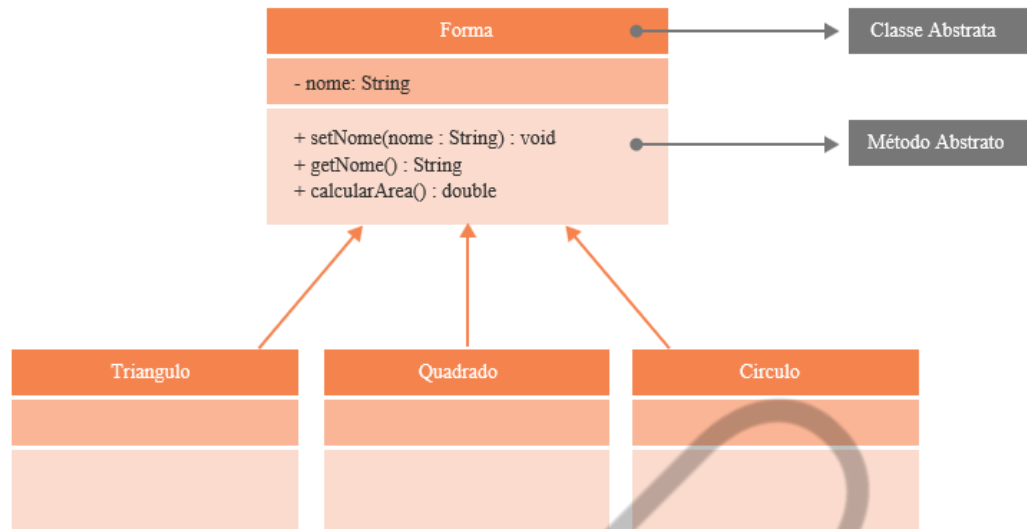 Forma
Classe Abstrata
- nome: String
+ setNome(nome : String) : void
Método Abstrato
+ getNome() : String
+ calcularArea() : double
Triangulo
Quadrado
Circulo